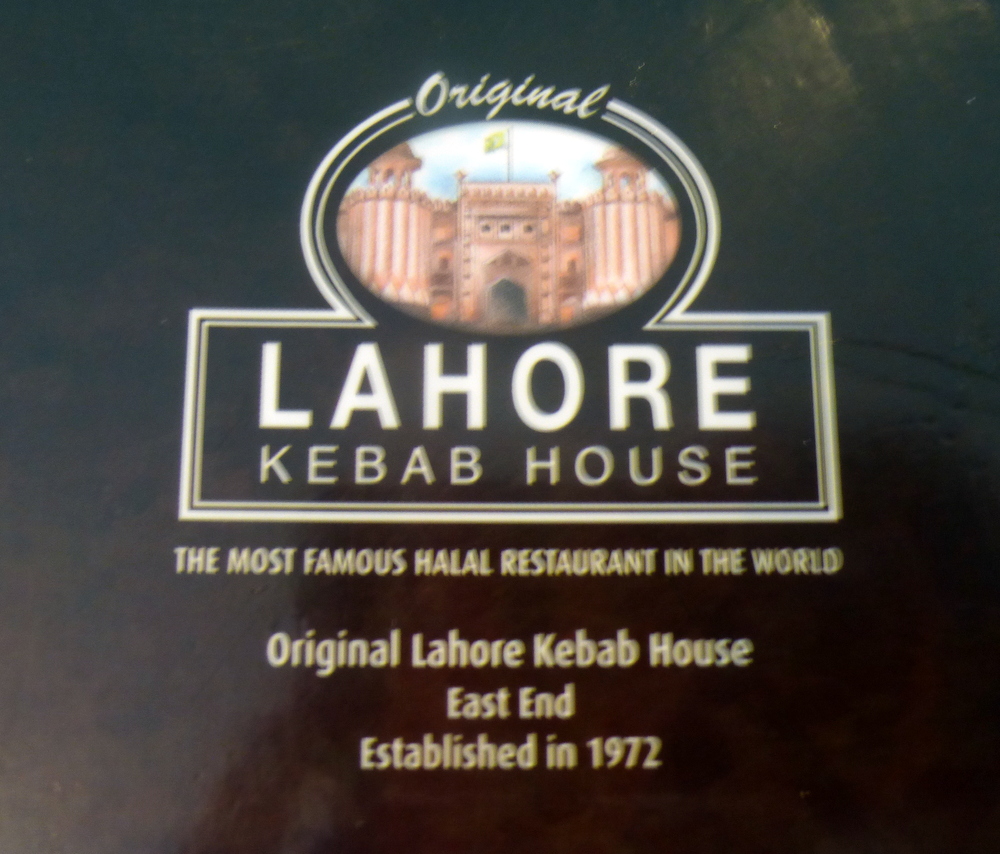 Original
LAHORE
KEBAB HOUSE
THE MOST FAMOUS HALAL RESTAURANT IN THE WORLD
Original Lahore Kebab House
East End
Established in 1972